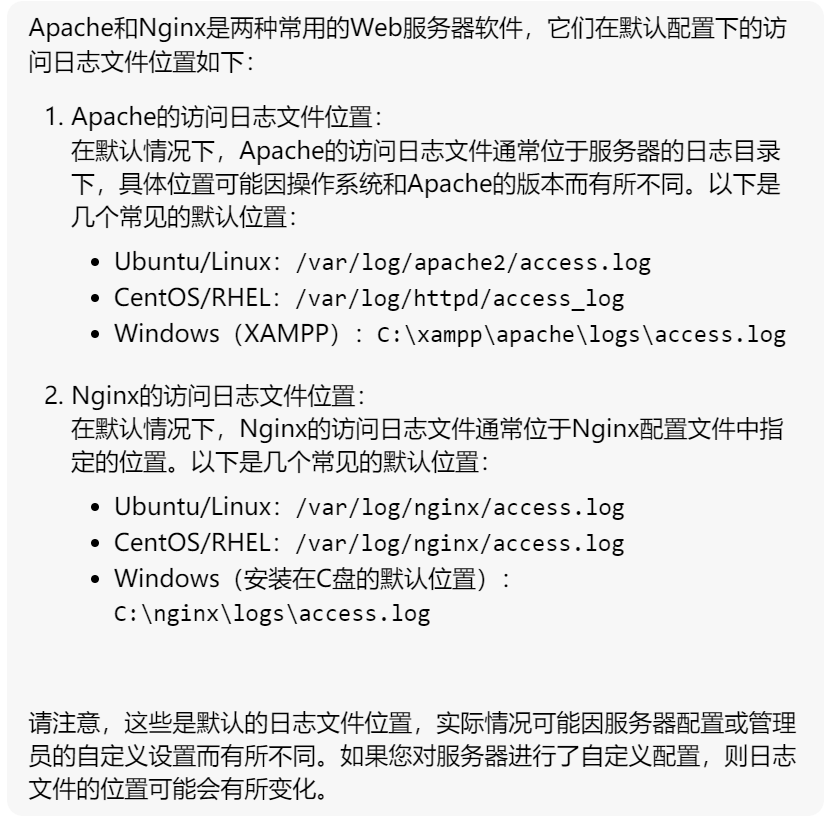 Apache和Nginx是两种常用的Web服务器软件，它们在默认配置下的访
问日志文件位置如下：
1. Apache的访问日志文件位置：
在默认情况下，Apache的访问日志文件通常位于服务器的日志目录
下，具体位置可能因操作系统和Apache的版本而有所不同。以下是
几个常见的默认位置：
• Ubuntu/Linux：/var/log/apache2/access.log
• CentOS/RHEL：/var/log/httpd/access_log
• Windows（XAMPP）：C:\xampp\apache\logs\access.log
2. Nginx的访问日志文件位置：
在默认情况下，Nginx的访问日志文件通常位于Nginx配置文件中指
定的位置。以下是几个常见的默认位置：
• Ubuntu/Linux：/var/log/nginx/access.log
• CentOS/RHEL：/var/log/nginx/access.log
• Windows（安装在C盘的默认位置）：
C:\nginx\logs\access.log
请注意，这些是默认的日志文件位置，实际情况可能因服务器配置或管理
员的自定义设置而有所不同。如果您对服务器进行了自定义配置，则日志
文件的位置可能会有所变化。